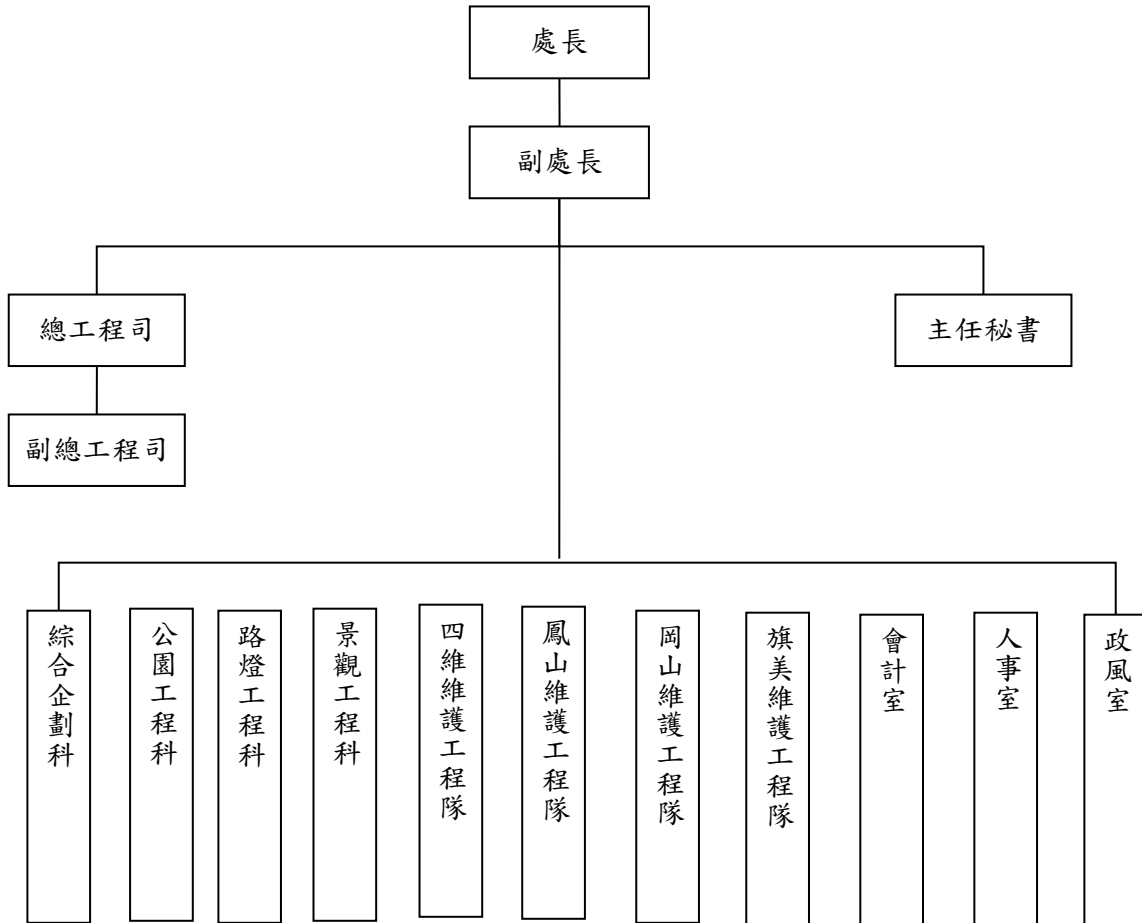 處長
副處長
總工程司
主任秘書
副總工程司
綜合企劃科
公園工程科
路燈工程科
景觀工程科
四維維護工程隊
鳳山維護工程隊
岡山維護工程隊
旗美維護工程隊
會計室
人事室
政風室